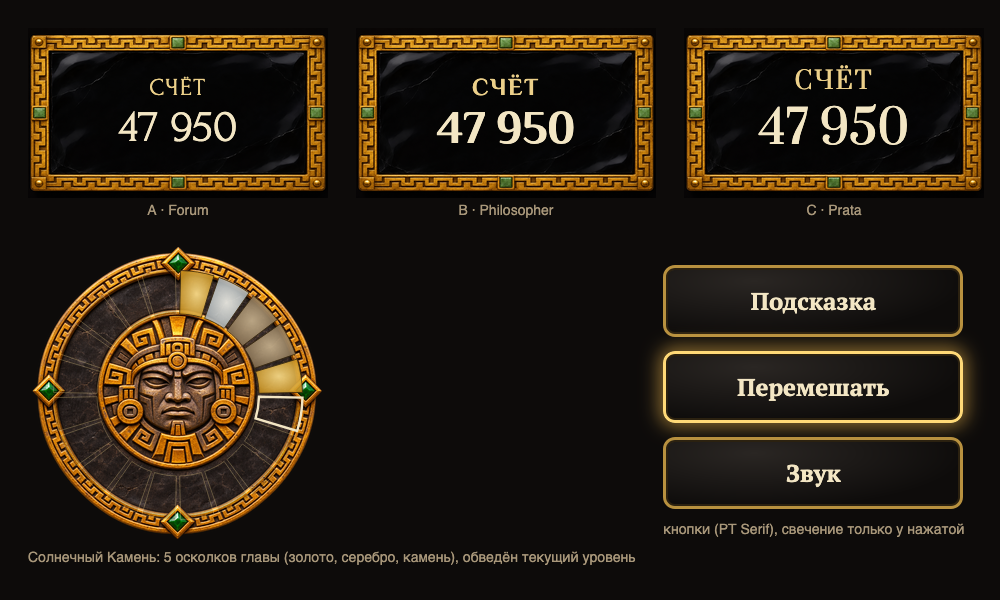 СЧЁТ
47 950
A · Forum
СЧЁТ
47 950
B · Philosopher
СЧЁТ
47 950
C · Prata
Подсказка
Перемешать
Звук
кнопки (PT Serif), свечение только у нажатой
Солнечный Камень: 5 осколков главы (золото, серебро, камень), обведён текущий уровень